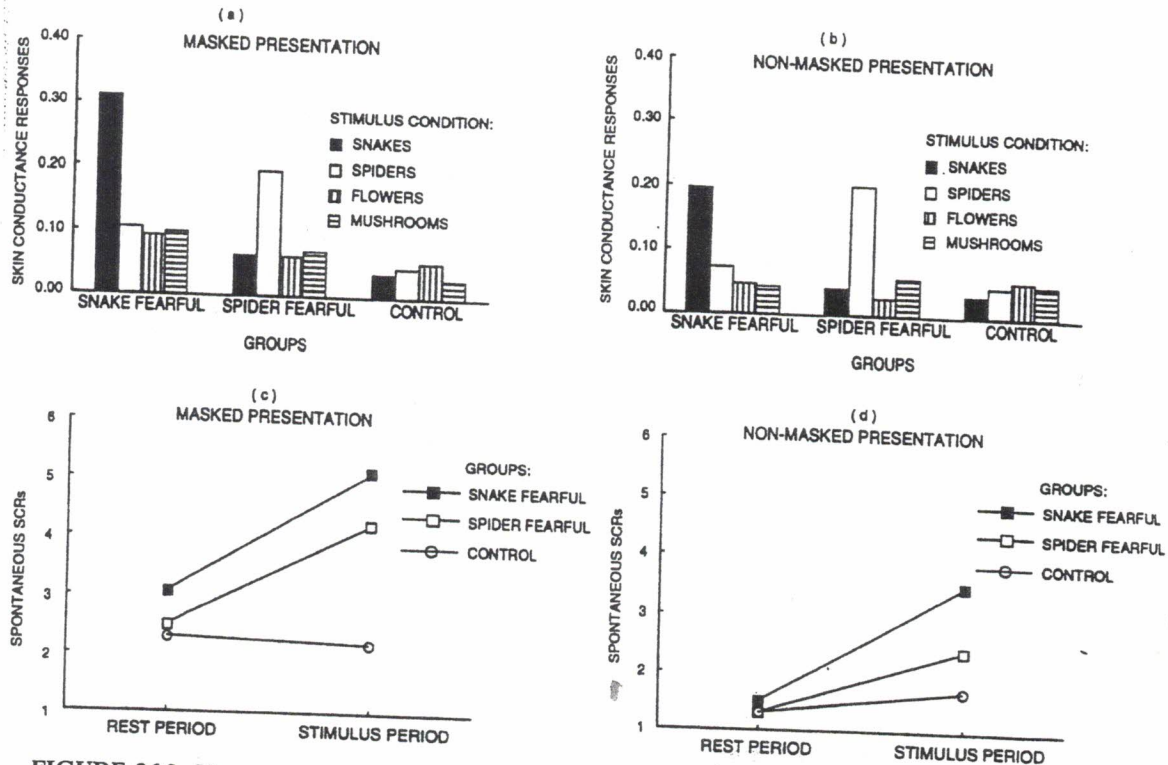 (a)
MASKED PRESENTATION
SKIN CONDUCTANCE RESPONSES
0.40
0.30
0.20
0.10
0.00
STIMULUS CONDITION:
SNAKES
SPIDERS
FLOWERS
MUSHROOMS
SNAKE FEARFUL SPIDER FEARFUL CONTROL
GROUPS
(b)
NON-MASKED PRESENTATION
SKIN CONDUCTANCE RESPONSES
0.40
0.30
0.20
0.10
0.00
STIMULUS CONDITION:
SNAKES
SPIDERS
FLOWERS
MUSHROOMS
SNAKE FEARFUL SPIDER FEARFUL CONTROL
GROUPS
(c)
MASKED PRESENTATION
SPONTANEOUS SCRs
6
5
4
3
2
1
GROUPS:
SNAKE FEARFUL
SPIDER FEARFUL
CONTROL
REST PERIOD STIMULUS PERIOD
(d)
NON-MASKED PRESENTATION
SPONTANEOUS SCRs
6
5
4
3
2
1
GROUPS:
SNAKE FEARFUL
SPIDER FEARFUL
CONTROL
REST PERIOD STIMULUS PERIOD